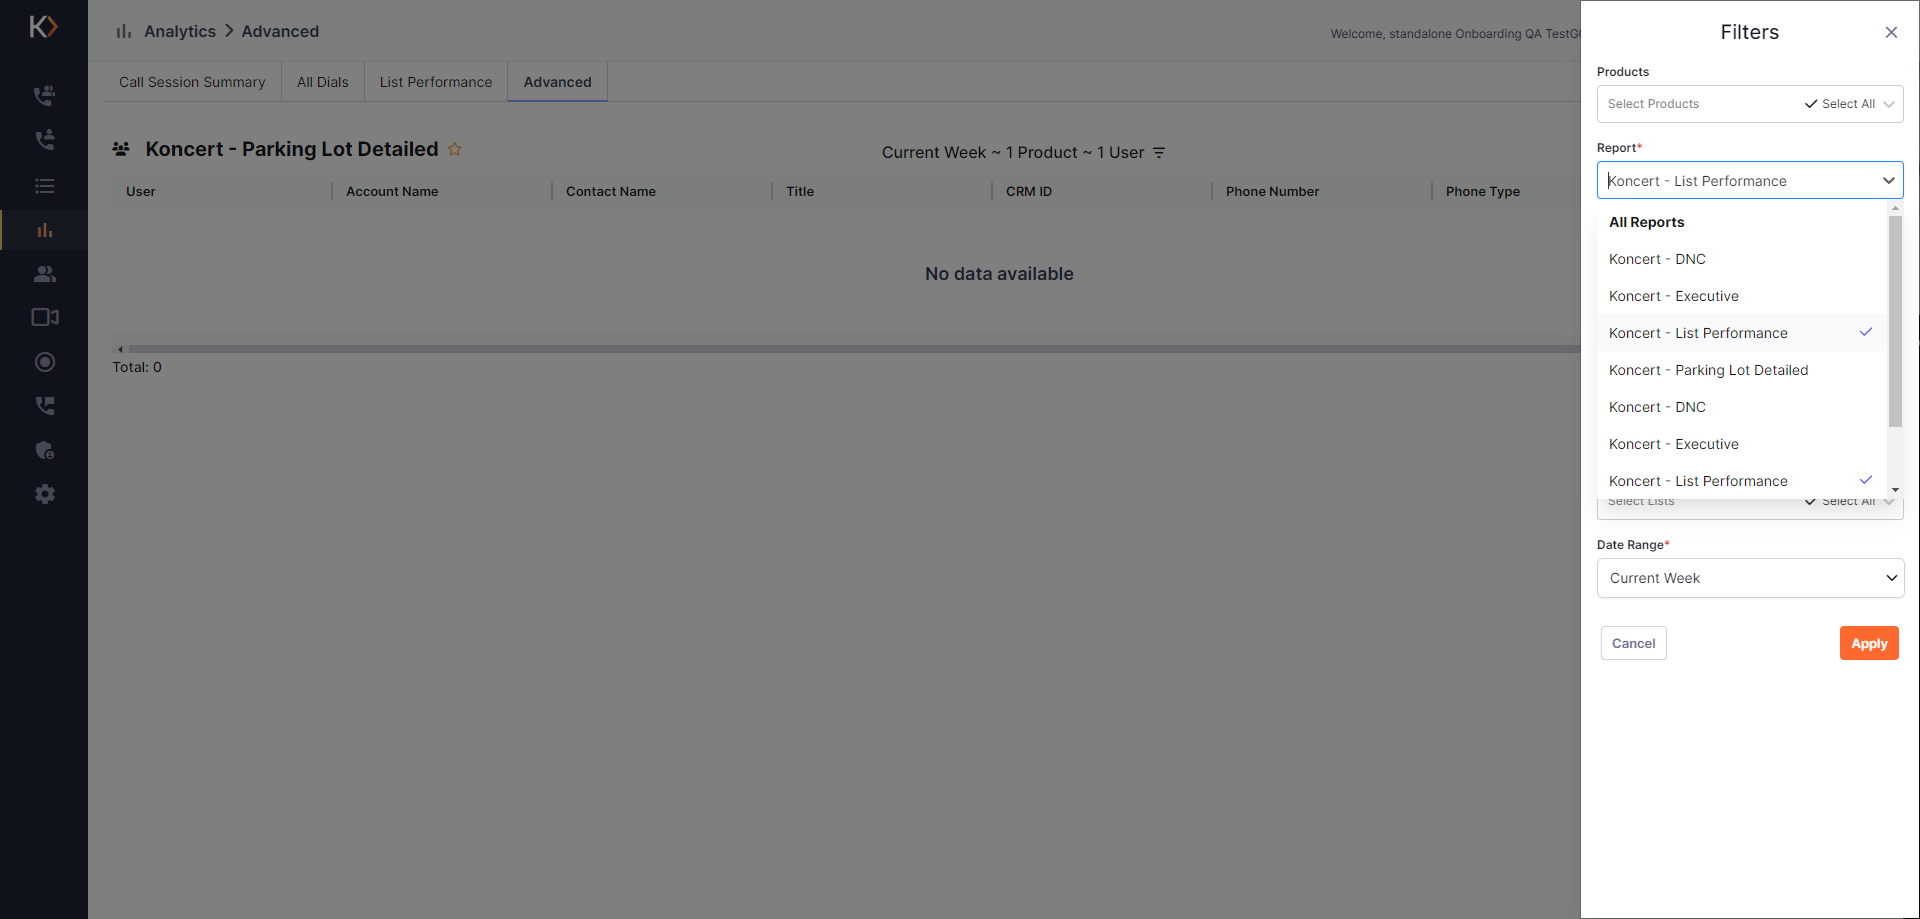 Analytics > Advanced
Welcome, standalone Onboarding QA TestG
Call Session Summary
All Dials
List Performance
Advanced
Koncert - Parking Lot Detailed
Current Week ~ 1 Product ~ 1 User
User
Account Name
Contact Name
Title
CRM ID
Phone Number
Phone Type
No data available
Total: 0
Filters
Products
Select Products
Select All
Report*
Koncert - List Performance
All Reports
Koncert - DNC
Koncert - Executive
Koncert - List Performance
Koncert - Parking Lot Detailed
Koncert - DNC
Koncert - Executive
Koncert - List Performance
Select Lists
Select All
Date Range*
Current Week
Cancel
Apply